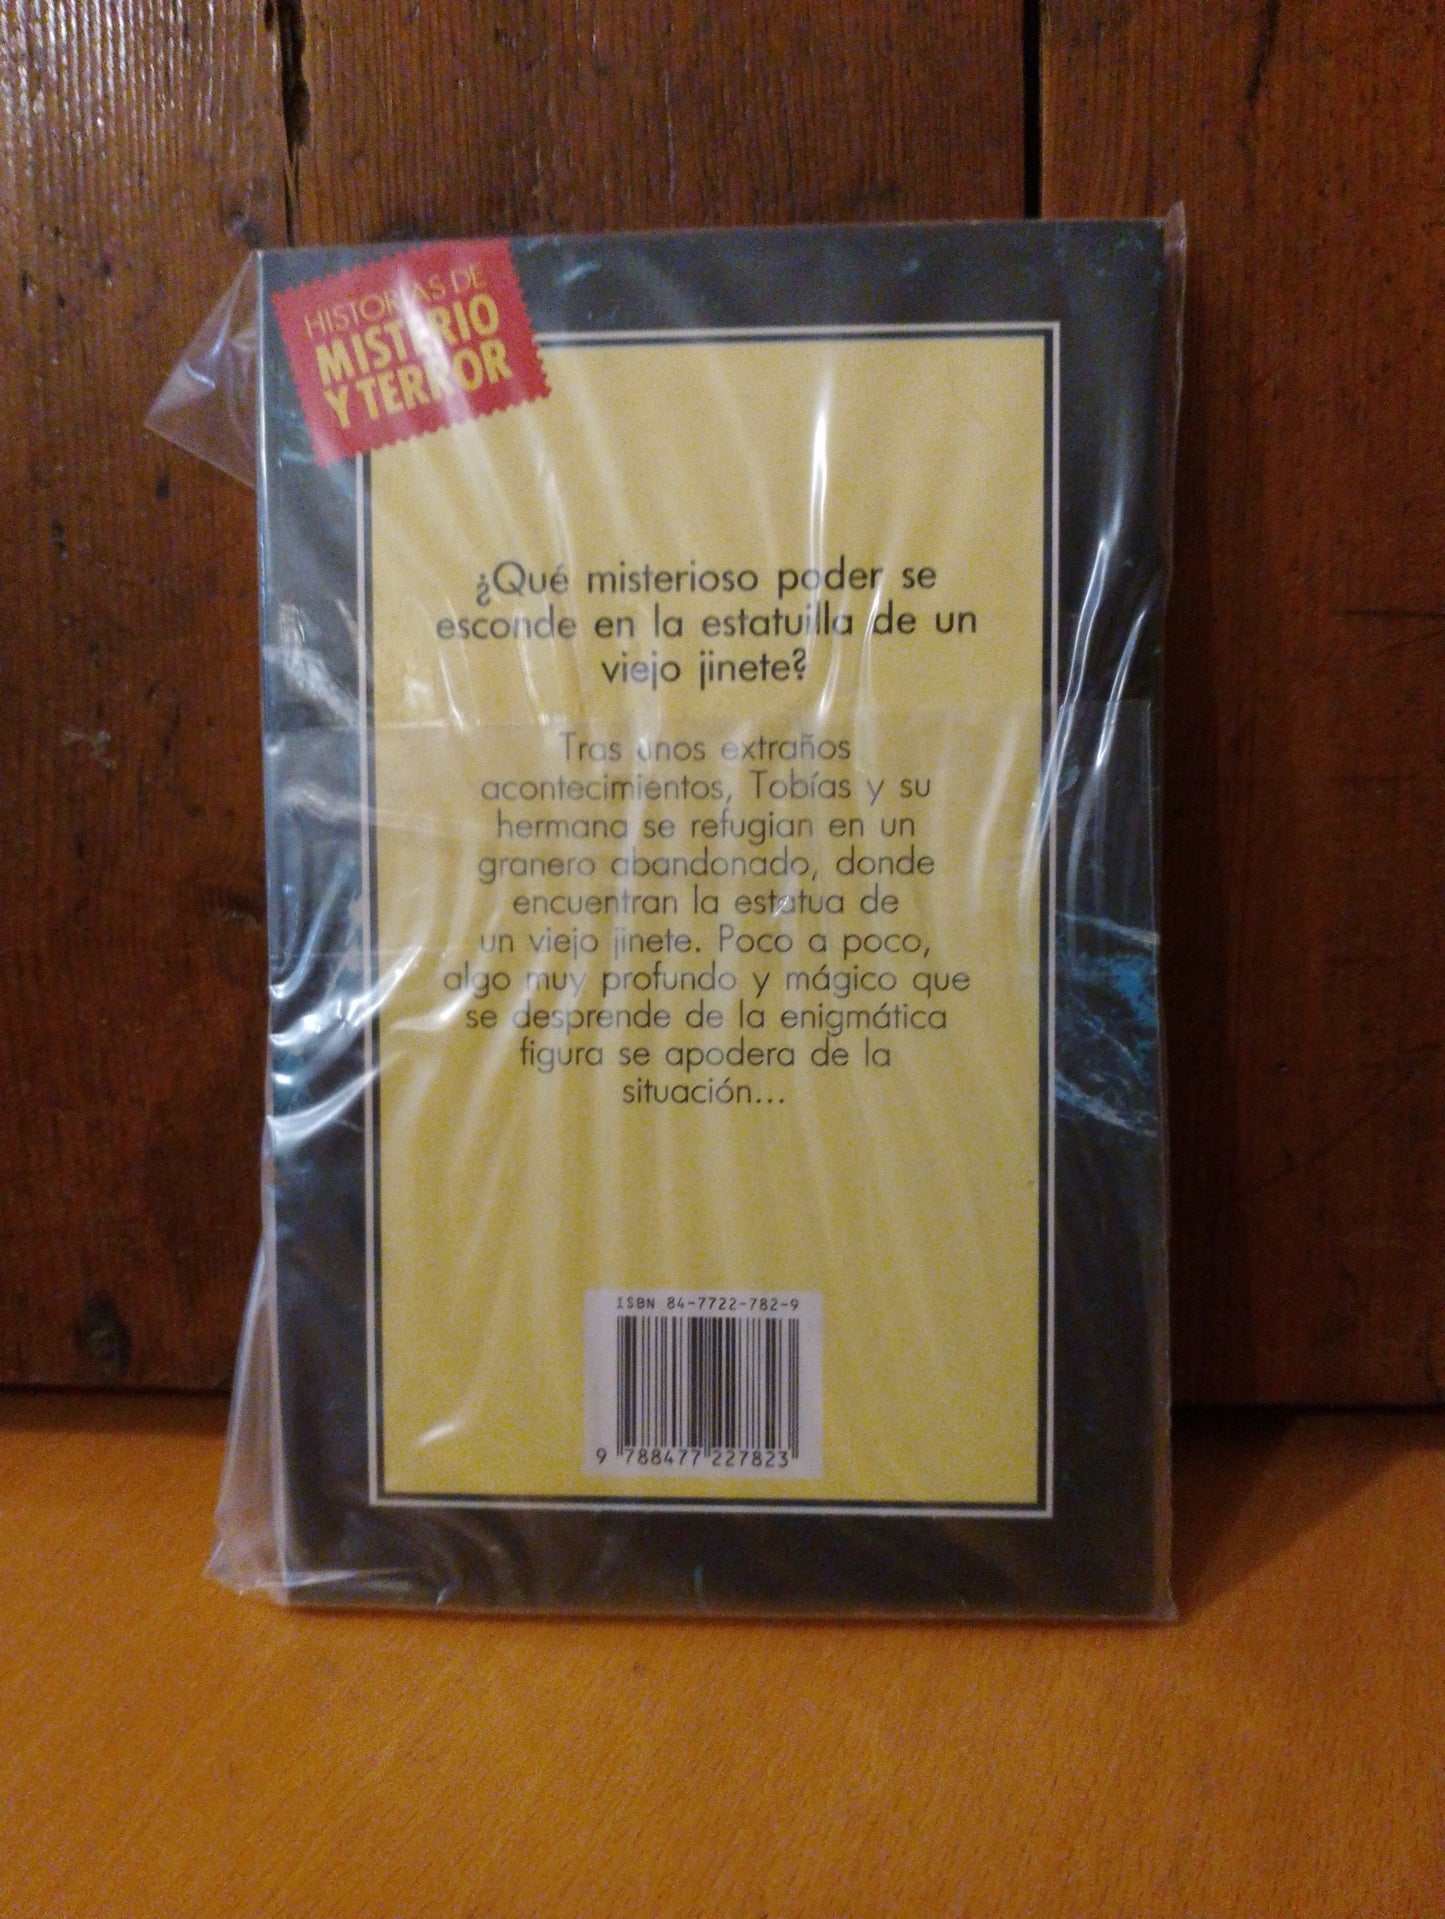 HISTORIAS DE
MISTERIO
Y TERROR
¿Qué misterioso poder se
esconde en la estatuilla de un
viejo jinete?
Tras unos extraños
acontecimientos, Tobías y su
hermana se refugian en un
granero abandonado, donde
encuentran la estatua de
un viejo jinete. Poco a poco,
algo muy profundo y mágico que
se desprende de la enigmática
figura se apodera de la
situación...
ISBN 84-7722-782-9
9 788477 227823